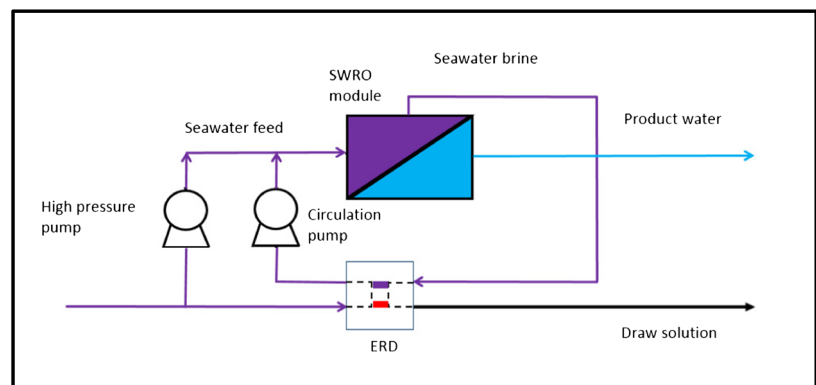 Seawater brine
SWRO
module
Product water
Seawater feed
High pressure
pump
Circulation
pump
Draw solution
ERD